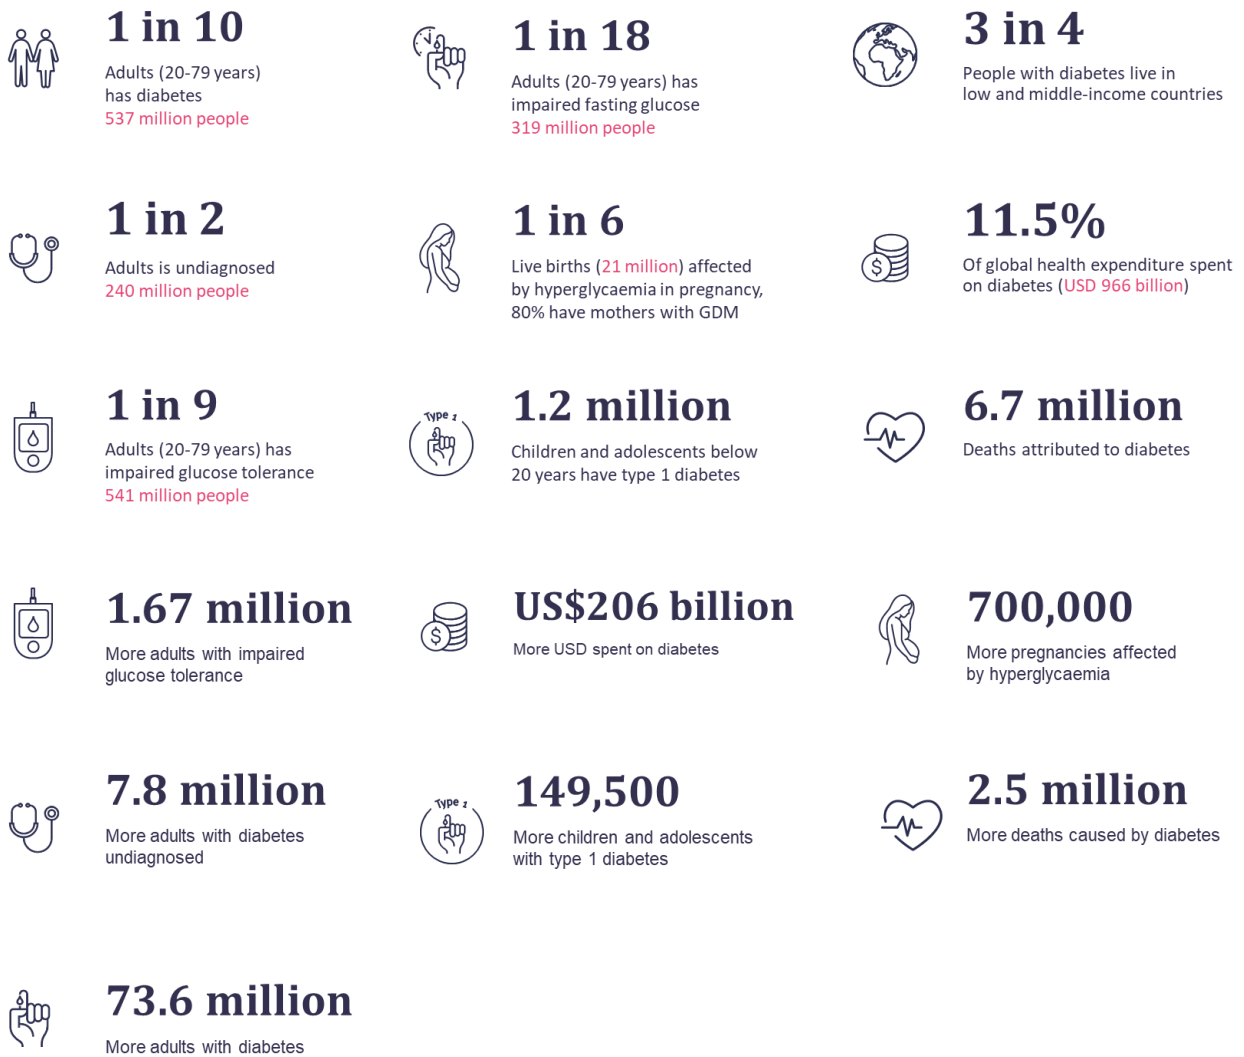 1 in 10
Adults (20-79 years)
has diabetes
537 million people
1 in 18
Adults (20-79 years) has
impaired fasting glucose
319 million people
3 in 4
People with diabetes live in
low and middle-income countries
1 in 2
Adults is undiagnosed
240 million people
1 in 6
Live births (21 million) affected
by hyperglycaemia in pregnancy,
80% have mothers with GDM
$
11.5%
Of global health expenditure spent
on diabetes (USD 966 billion)
1 in 9
Adults (20-79 years) has
impaired glucose tolerance
541 million people
Type 1
1.2 million
Children and adolescents below
20 years have type 1 diabetes
6.7 million
Deaths attributed to diabetes
1.67 million
More adults with impaired
glucose tolerance
$
US$206 billion
More USD spent on diabetes
700,000
More pregnancies affected
by hyperglycaemia
7.8 million
More adults with diabetes
undiagnosed
Type 1
149,500
More children and adolescents
with type 1 diabetes
2.5 million
More deaths caused by diabetes
73.6 million
More adults with diabetes